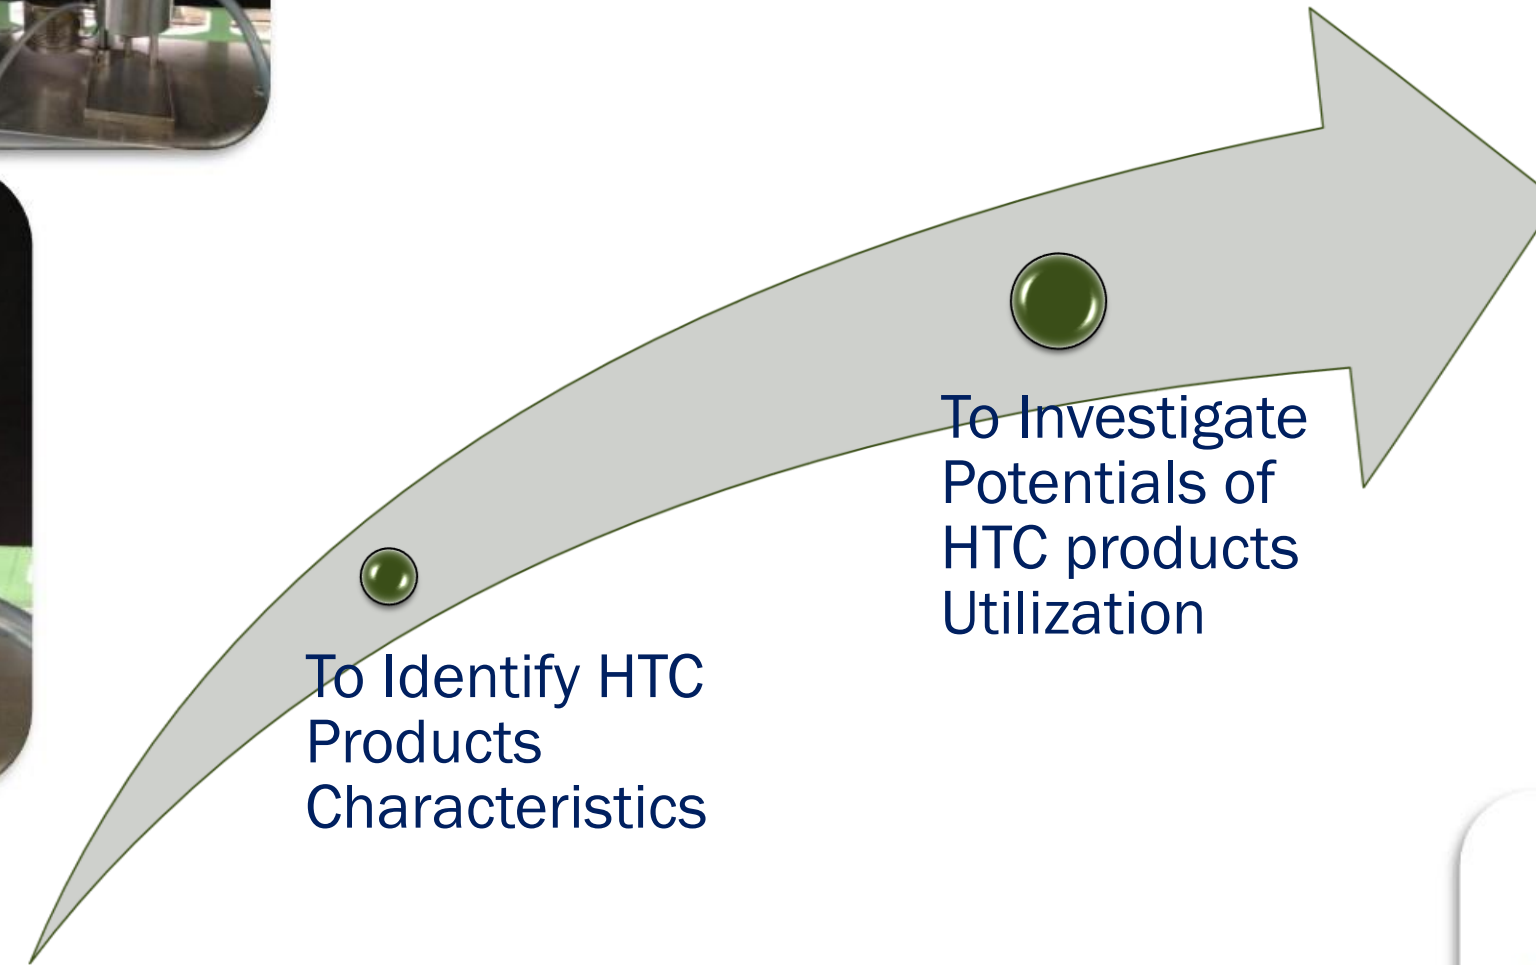 To Identify HTC
Products
Characteristics
To Investigate
Potentials of
HTC products
Utilization